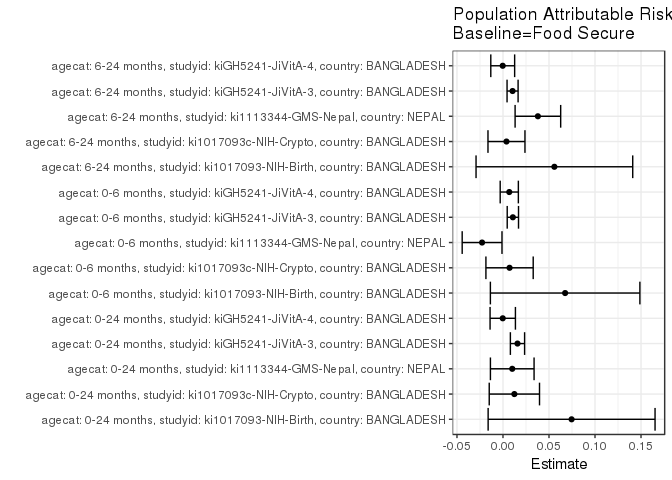 Population Attributable Risk
Baseline=Food Secure
agecat: 6-24 months, studyid: kiGH5241-JiVitA-4, country: BANGLADESH
agecat: 6-24 months, studyid: kiGH5241-JiVitA-3, country: BANGLADESH
agecat: 6-24 months, studyid: ki1113344-GMS-Nepal, country: NEPAL
agecat: 6-24 months, studyid: ki1017093c-NIH-Crypto, country: BANGLADESH
agecat: 6-24 months, studyid: ki1017093-NIH-Birth, country: BANGLADESH
agecat: 0-6 months, studyid: kiGH5241-JiVitA-4, country: BANGLADESH
agecat: 0-6 months, studyid: kiGH5241-JiVitA-3, country: BANGLADESH
agecat: 0-6 months, studyid: ki1113344-GMS-Nepal, country: NEPAL
agecat: 0-6 months, studyid: ki1017093c-NIH-Crypto, country: BANGLADESH
agecat: 0-6 months, studyid: ki1017093-NIH-Birth, country: BANGLADESH
agecat: 0-24 months, studyid: kiGH5241-JiVitA-4, country: BANGLADESH
agecat: 0-24 months, studyid: kiGH5241-JiVitA-3, country: BANGLADESH
agecat: 0-24 months, studyid: ki1113344-GMS-Nepal, country: NEPAL
agecat: 0-24 months, studyid: ki1017093c-NIH-Crypto, country: BANGLADESH
agecat: 0-24 months, studyid: ki1017093-NIH-Birth, country: BANGLADESH
-0.05 0.00 0.05 0.10 0.15
Estimate